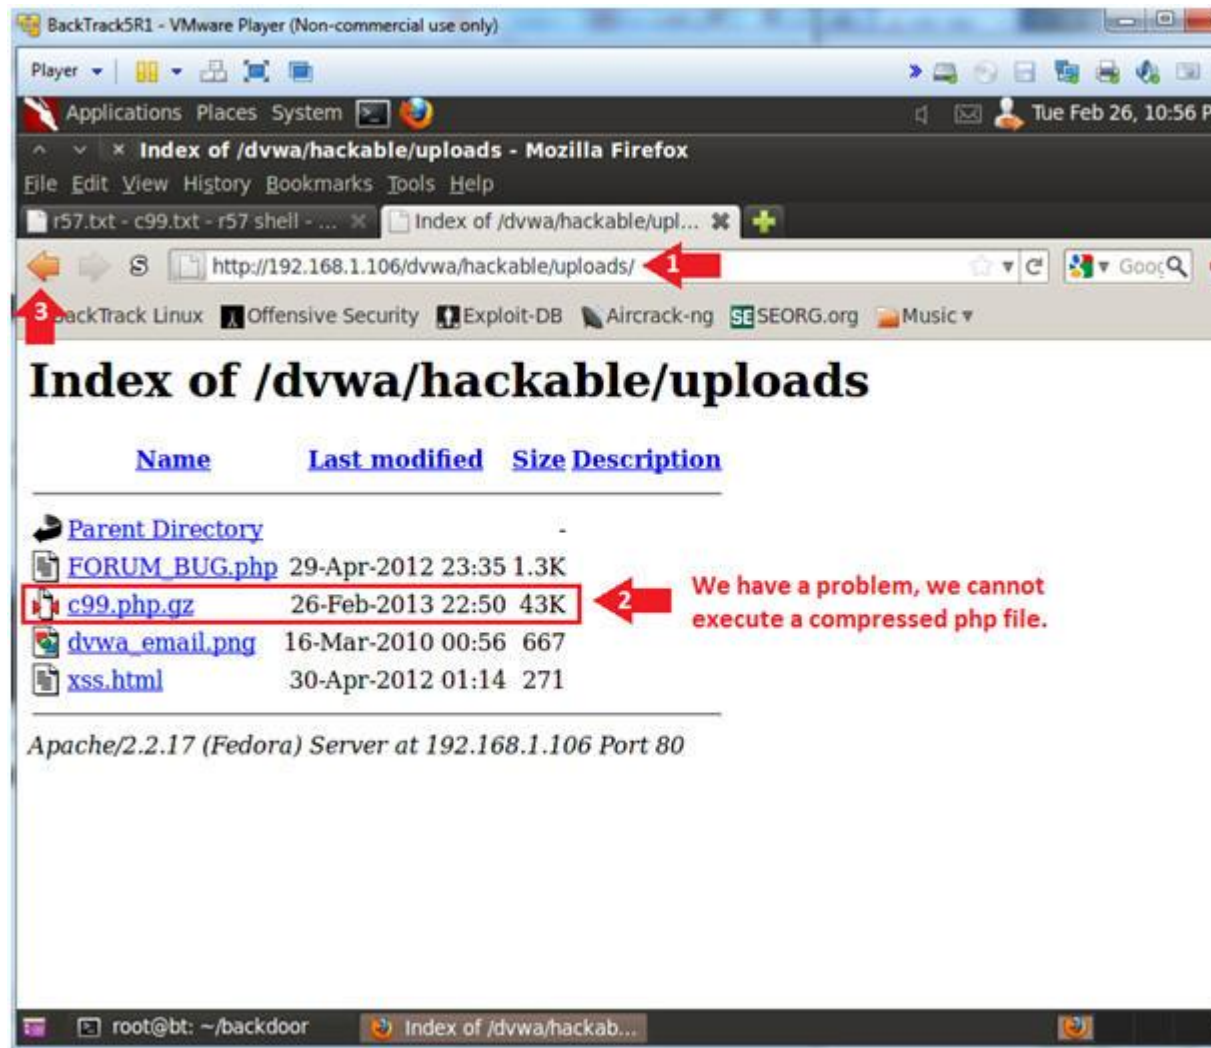 BackTrack5R1 - VMware Player (Non-commercial use only)
Player
Applications Places System Tue Feb 26, 10:56 P
Index of /dvwa/hackable/uploads - Mozilla Firefox
File Edit View History Bookmarks Tools Help
r57.txt - c99.txt - r57 shell - ... Index of /dvwa/hackable/upl...
S http://192.168.1.106/dvwa/hackable/uploads/ 1
3 ackTrack Linux Offensive Security Exploit-DB Aircrack-ng SE SEORG.org Music
Index of /dvwa/hackable/uploads
Name Last modified Size Description
Parent Directory -
FORUM_BUG.php 29-Apr-2012 23:35 1.3K
c99.php.gz 26-Feb-2013 22:50 43K 2
We have a problem, we cannot
execute a compressed php file.
dvwa_email.png 16-Mar-2010 00:56 667
xss.html 30-Apr-2012 01:14 271
Apache/2.2.17 (Fedora) Server at 192.168.1.106 Port 80
root@bt: ~/backdoor Index of /dvwa/hackab...